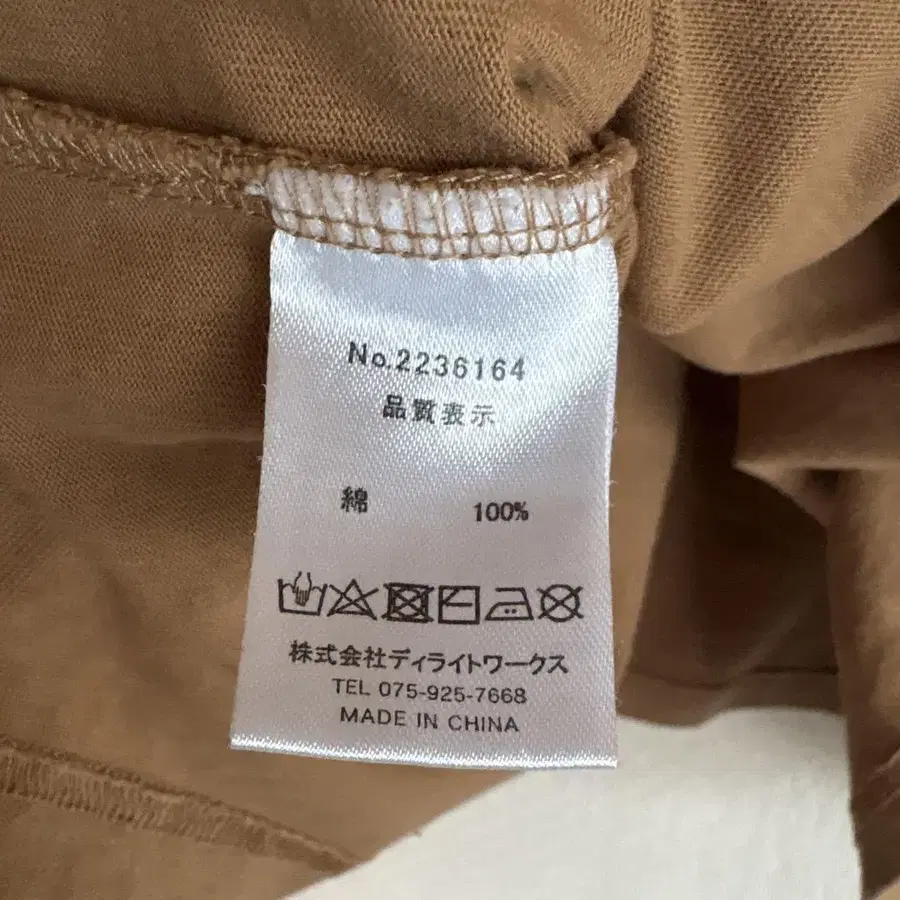 No.2236164
品質表示
綿 100%
株式会社ディライトワークス
TEL 075-925-7668
MADE IN CHINA